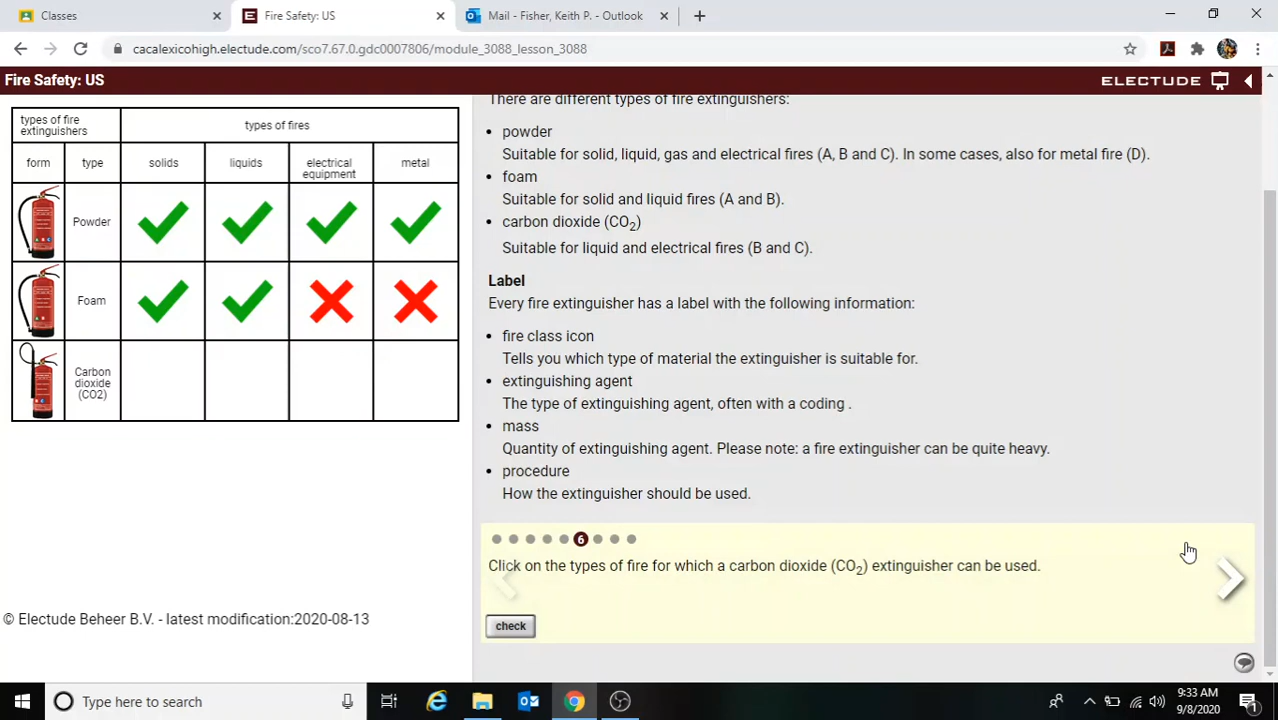 Classes
Fire Safety: US
Mail - Fisher, Keith P. - Outlook
cacalexicohigh.electude.com/sco7.67.0.gdc0007806/module_3088_lesson_3088
Fire Safety: US
ELECTUDE
types of fire
extinguishers
types of fires
form
type
solids
liquids
electrical
equipment
metal
Powder
Foam
Carbon
dioxide
(CO2)
© Electude Beheer B.V. - latest modification:2020-08-13
There are different types of fire extinguishers:
• powder
Suitable for solid, liquid, gas and electrical fires (A, B and C). In some cases, also for metal fire (D).
• foam
Suitable for solid and liquid fires (A and B).
• carbon dioxide (CO2)
Suitable for liquid and electrical fires (B and C).
Label
Every fire extinguisher has a label with the following information:
• fire class icon
Tells you which type of material the extinguisher is suitable for.
• extinguishing agent
The type of extinguishing agent, often with a coding .
• mass
Quantity of extinguishing agent. Please note: a fire extinguisher can be quite heavy.
• procedure
How the extinguisher should be used.
6
Click on the types of fire for which a carbon dioxide (CO2) extinguisher can be used.
check
Type here to search
9:33 AM
9/8/2020
1